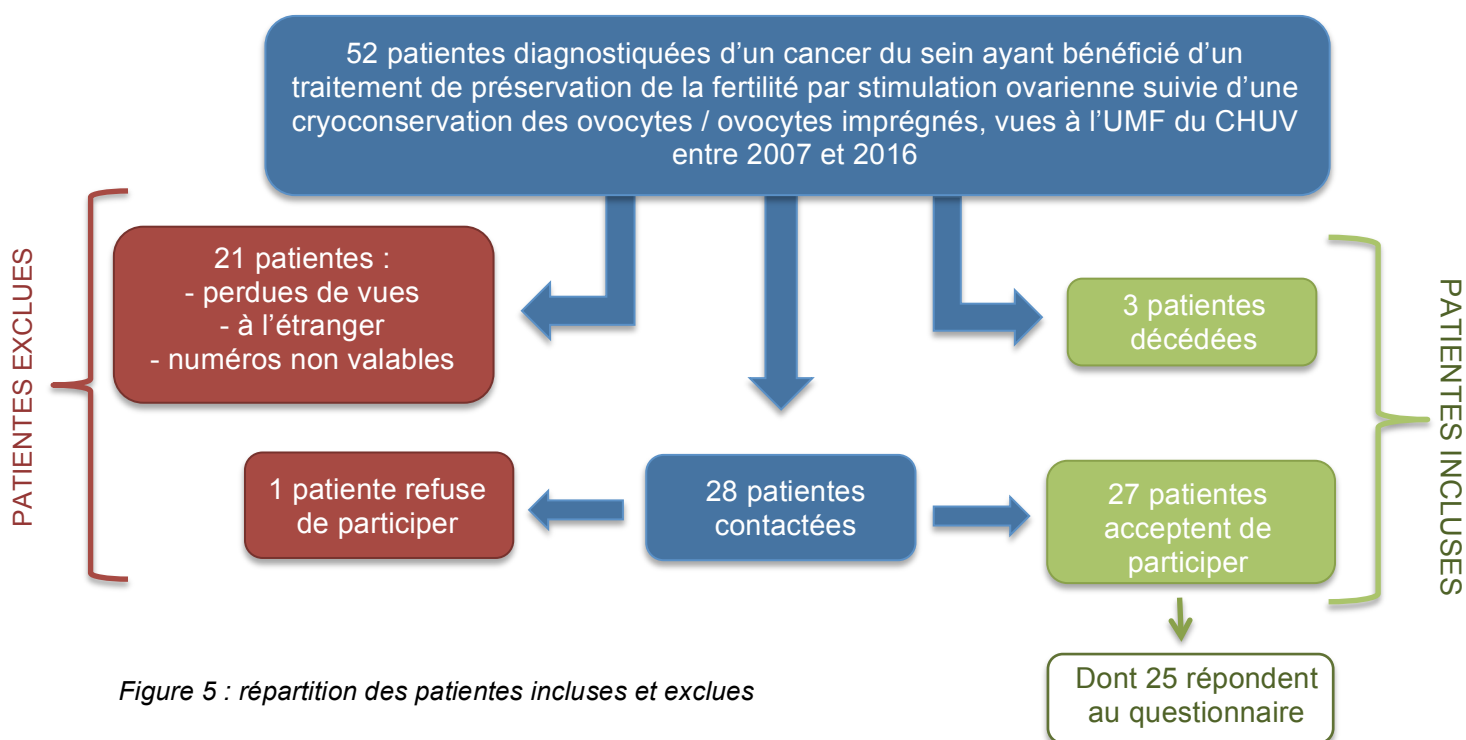 52 patientes diagnostiquées d’un cancer du sein ayant bénéficié d’un
traitement de préservation de la fertilité par stimulation ovarienne suivie d’une
cryoconservation des ovocytes / ovocytes imprégnés, vues à l’UMF du CHUV
entre 2007 et 2016
PATIENTES EXCLUES
21 patientes :
- perdues de vues
- à l’étranger
- numéros non valables
3 patientes
décédées
PATIENTES INCLUSES
1 patiente refuse
de participer
28 patientes
contactées
27 patientes
acceptent de
participer
Dont 25 répondent
au questionnaire
Figure 5 : répartition des patientes incluses et exclues